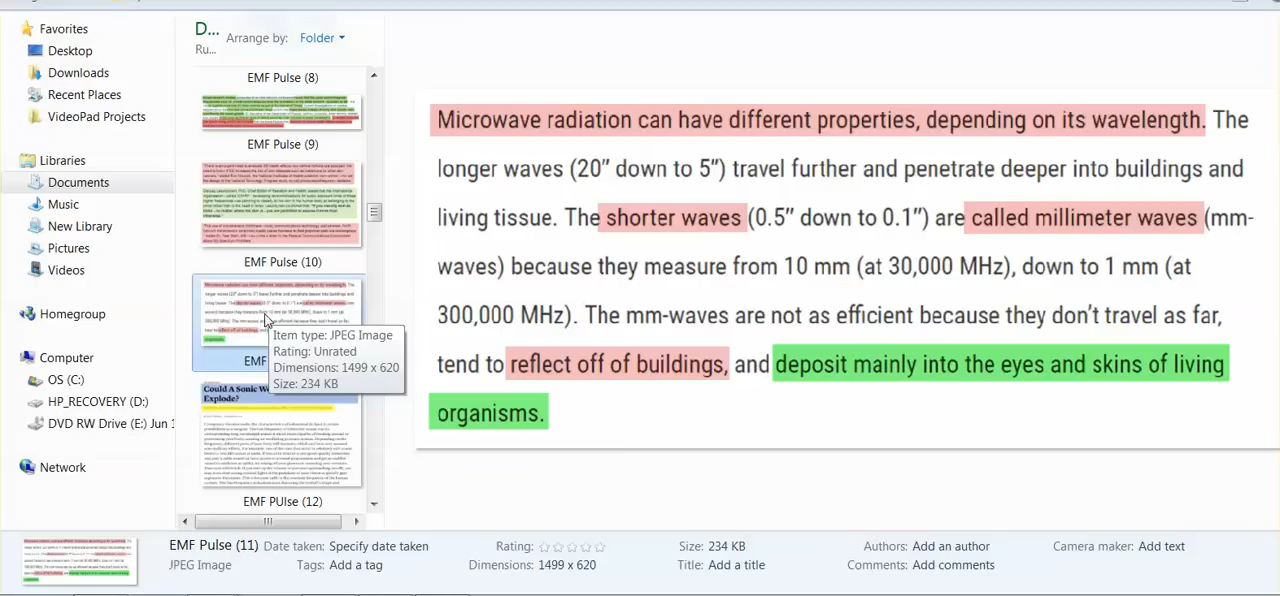 Favorites
Desktop
Downloads
Recent Places
VideoPad Projects
Libraries
Documents
Music
New Library
Pictures
Videos
Homegroup
Computer
OS (C:)
HP_RECOVERY (D:)
DVD RW Drive (E:) Jun 1
Network
D...
Ru...
Arrange by: Folder
EMF Pulse (8)
EMF Pulse (9)
EMF Pulse (10)
EMF
Item type: JPEG Image
Rating: Unrated
Dimensions: 1499 x 620
Size: 234 KB
Could A Sonic We
Explode?
EMF PUlse (12)
Microwave radiation can have different properties, depending on its wavelength. The
longer waves (20″ down to 5″) travel further and penetrate deeper into buildings and
living tissue. The shorter waves (0.5″ down to 0.1″) are called millimeter waves (mm-
waves) because they measure from 10 mm (at 30,000 MHz), down to 1 mm (at
300,000 MHz). The mm-waves are not as efficient because they don’t travel as far,
tend to reflect off of buildings, and deposit mainly into the eyes and skins of living
organisms.
EMF Pulse (11) Date taken: Specify date taken Rating: Size: 234 KB Authors: Add an author Camera maker: Add text
JPEG Image Tags: Add a tag Dimensions: 1499 x 620 Title: Add a title Comments: Add comments